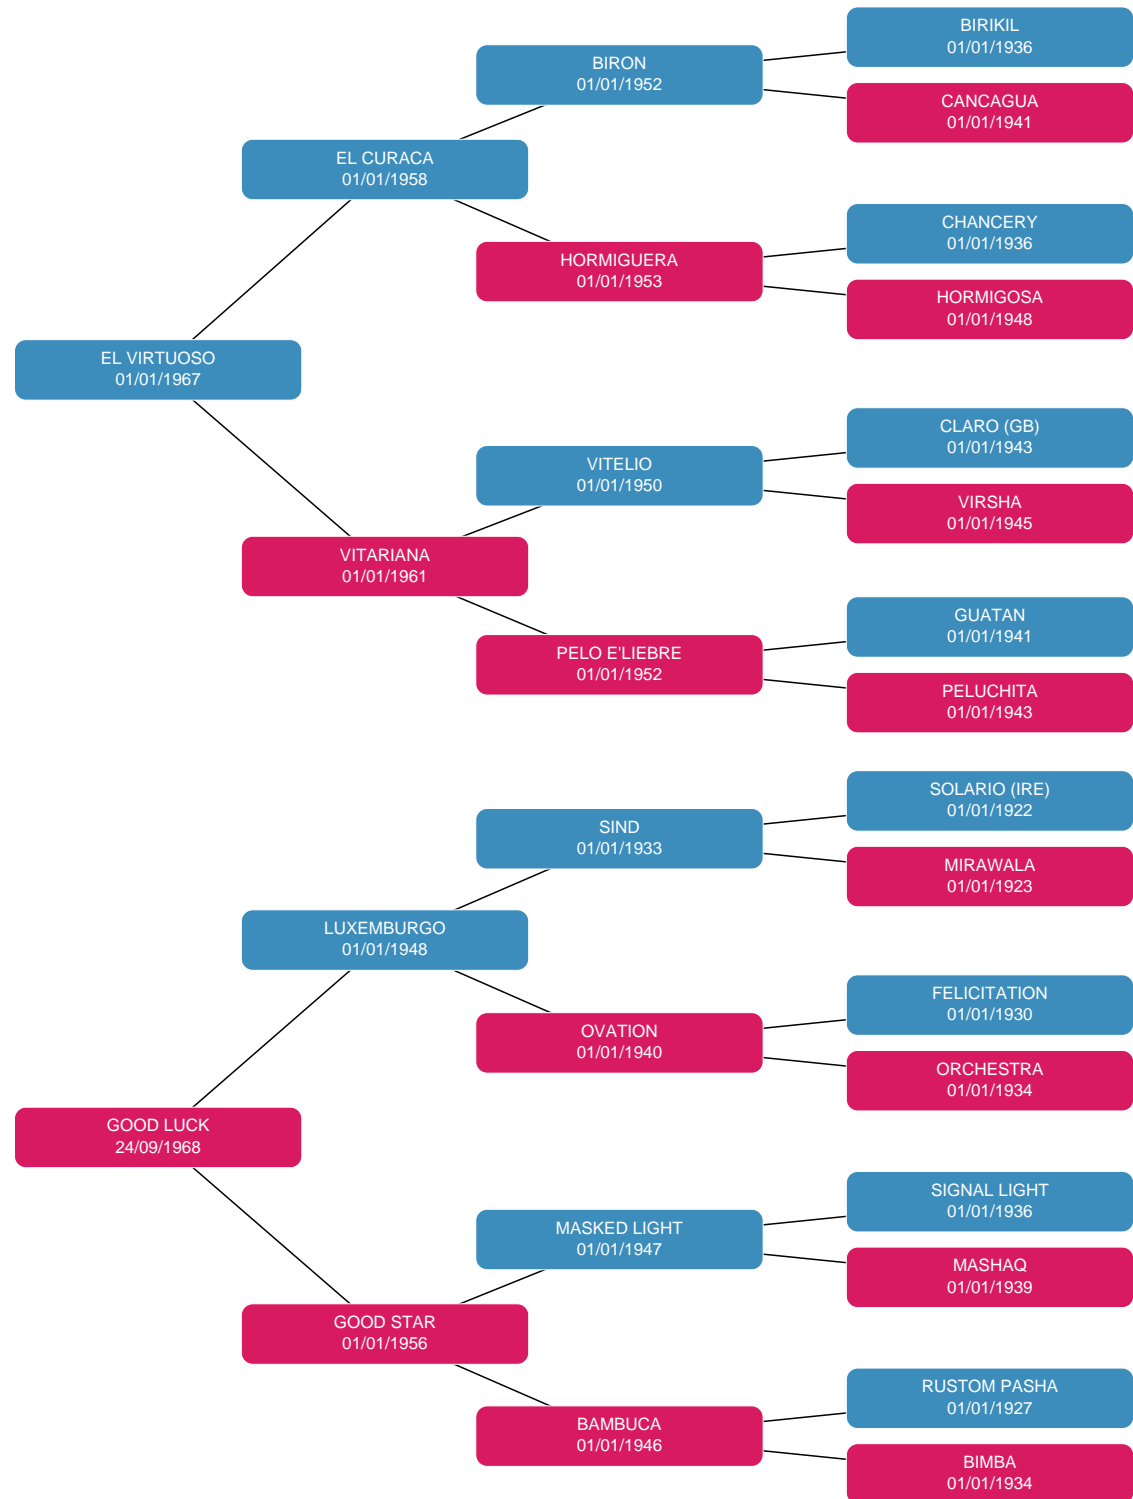 BIRIKIL
01/01/1936
BIRON
01/01/1952
CANCAGUA
01/01/1941
EL CURACA
01/01/1958
CHANCERY
01/01/1936
HORMIGUERA
01/01/1953
HORMIGOSA
01/01/1948
EL VIRTUOSO
01/01/1967
CLARO (GB)
01/01/1943
VITELIO
01/01/1950
VIRSHA
01/01/1945
VITARIANA
01/01/1961
GUATAN
01/01/1941
PELO E'LIEBRE
01/01/1952
PELUCHITA
01/01/1943
SOLARIO (IRE)
01/01/1922
SIND
01/01/1933
MIRAWALA
01/01/1923
LUXEMBURGO
01/01/1948
FELICITATION
01/01/1930
OVATION
01/01/1940
ORCHESTRA
01/01/1934
GOOD LUCK
24/09/1968
SIGNAL LIGHT
01/01/1936
MASKED LIGHT
01/01/1947
MASHAQ
01/01/1939
GOOD STAR
01/01/1956
RUSTOM PASHA
01/01/1927
BAMBUCA
01/01/1946
BIMBA
01/01/1934